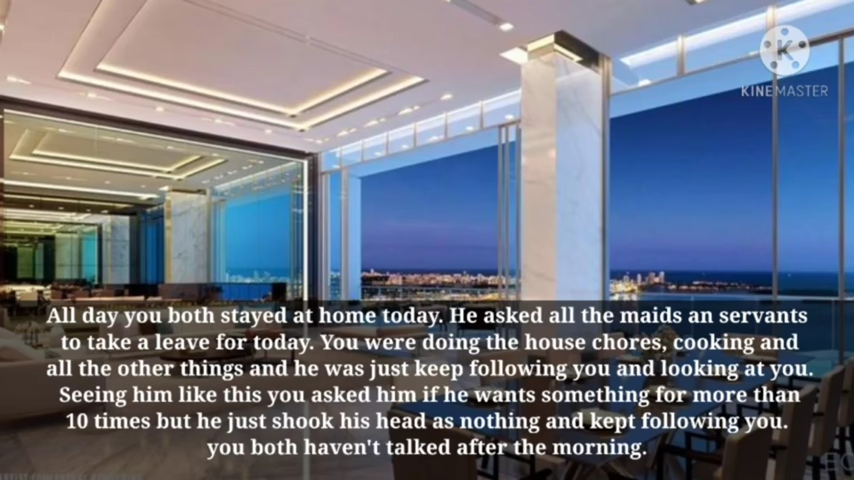 KINEMASTER
All day you both stayed at home today. He asked all the maids an servants
to take a leave for today. You were doing the house chores, cooking and
all the other things and he was just keep following you and looking at you.
Seeing him like this you asked him if he wants something for more than
10 times but he just shook his head as nothing and kept following you.
you both haven't talked after the morning.